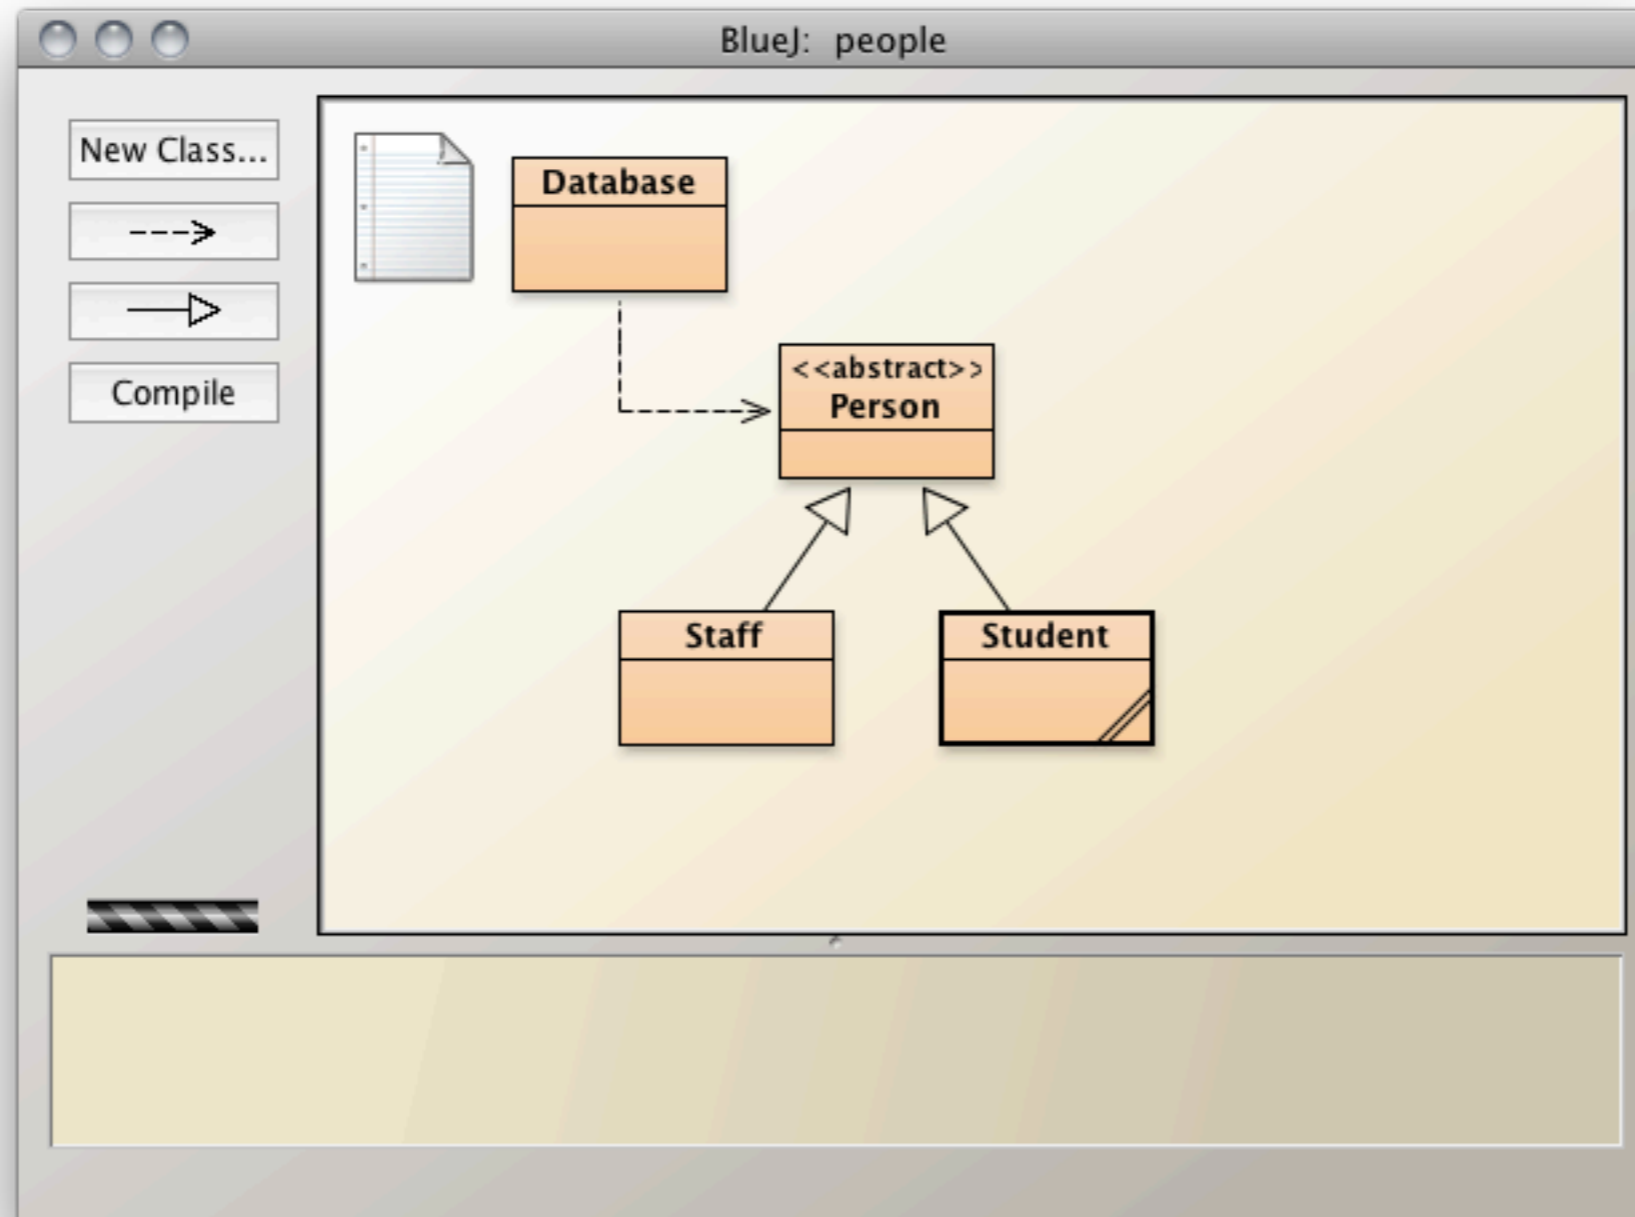 BlueJ: people
New Class...
Compile
Database
<<abstract>>
Person
Staff
Student